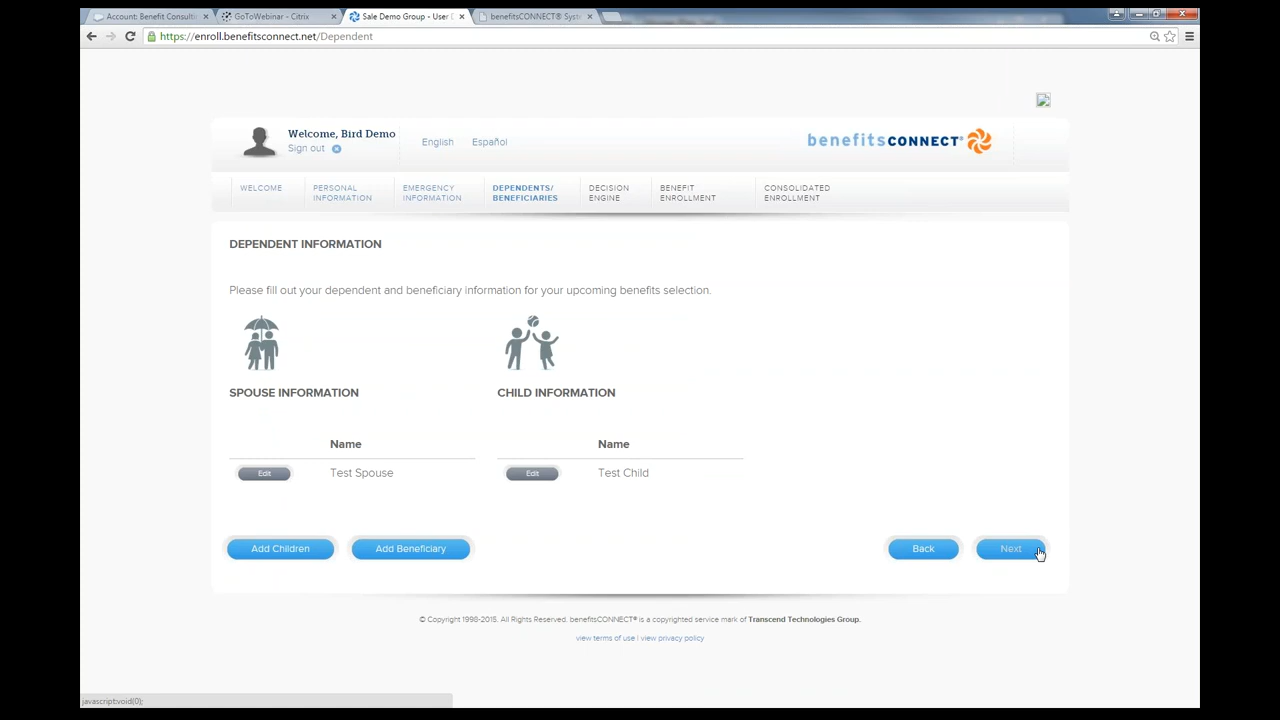 Account: Benefit Consulti
GoToWebinar - Citrix
Sale Demo Group - User D
benefitsCONNECT® Syst
https://enroll.benefitsconnect.net/Dependent
Welcome, Bird Demo
Sign out
English
Español
benefitsCONNECT®
WELCOME
PERSONAL
INFORMATION
EMERGENCY
INFORMATION
DEPENDENTS/
BENEFICIARIES
DECISION
ENGINE
BENEFIT
ENROLLMENT
CONSOLIDATED
ENROLLMENT
DEPENDENT INFORMATION
Please fill out your dependent and beneficiary information for your upcoming benefits selection.
SPOUSE INFORMATION
CHILD INFORMATION
Name
Name
Edit
Test Spouse
Edit
Test Child
Add Children
Add Beneficiary
Back
Next
© Copyright 1998-2015. All Rights Reserved. benefitsCONNECT® is a copyrighted service mark of Transcend Technologies Group.
view terms of use | view privacy policy
javascript:void(0);